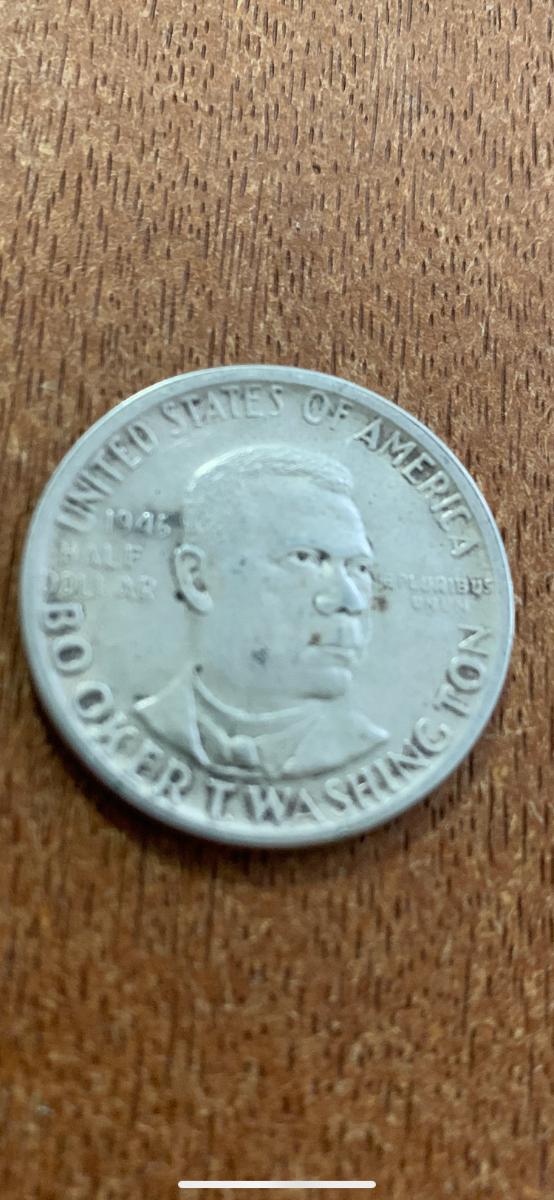 UNITED STATES OF AMERICA
1946
HALF
DOLLAR
E PLURIBUS
UNUM
BOOKER T. WASHINGTON